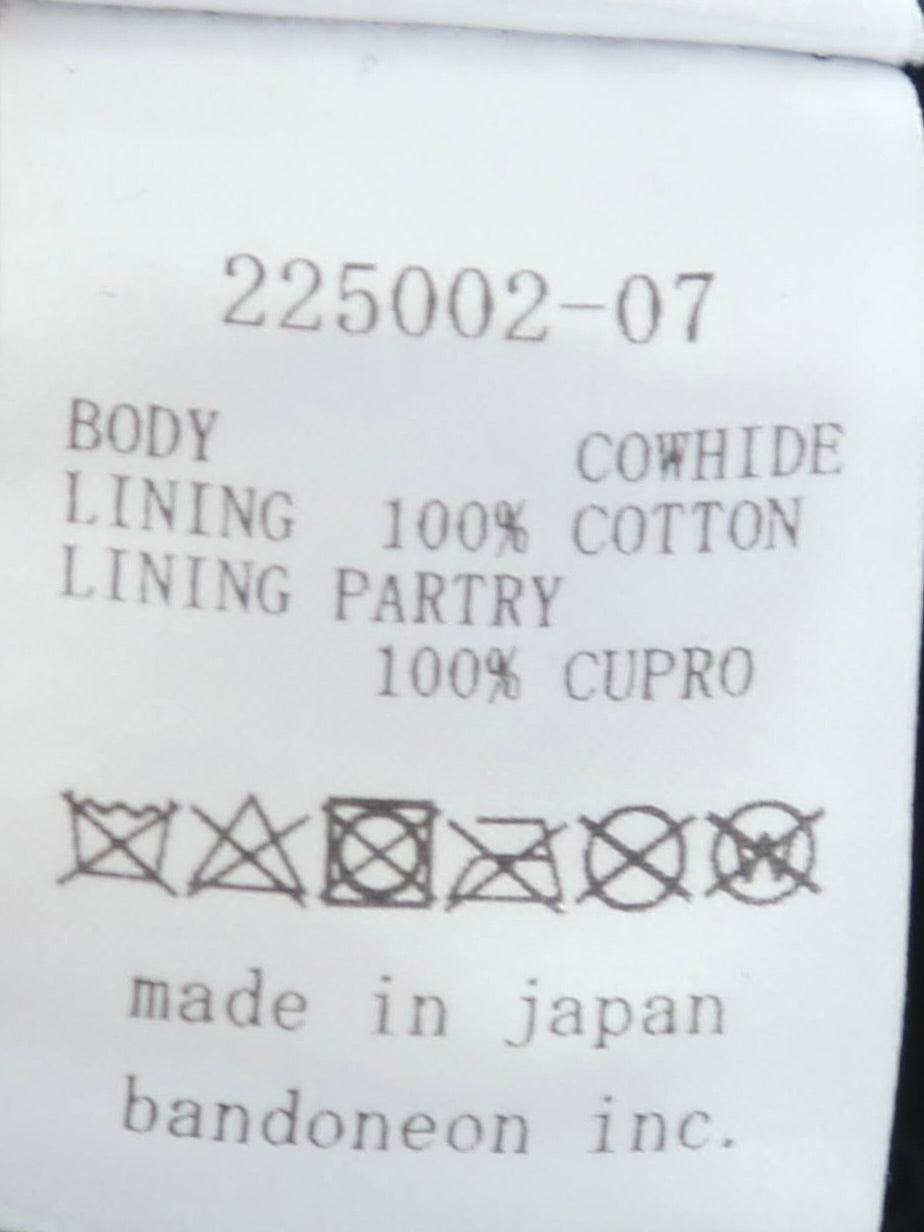 225002-07
BODY COWHIDE
LINING 100% COTTON
LINING PARTRY
100% CUPRO
W
made in japan
bandoneon inc.